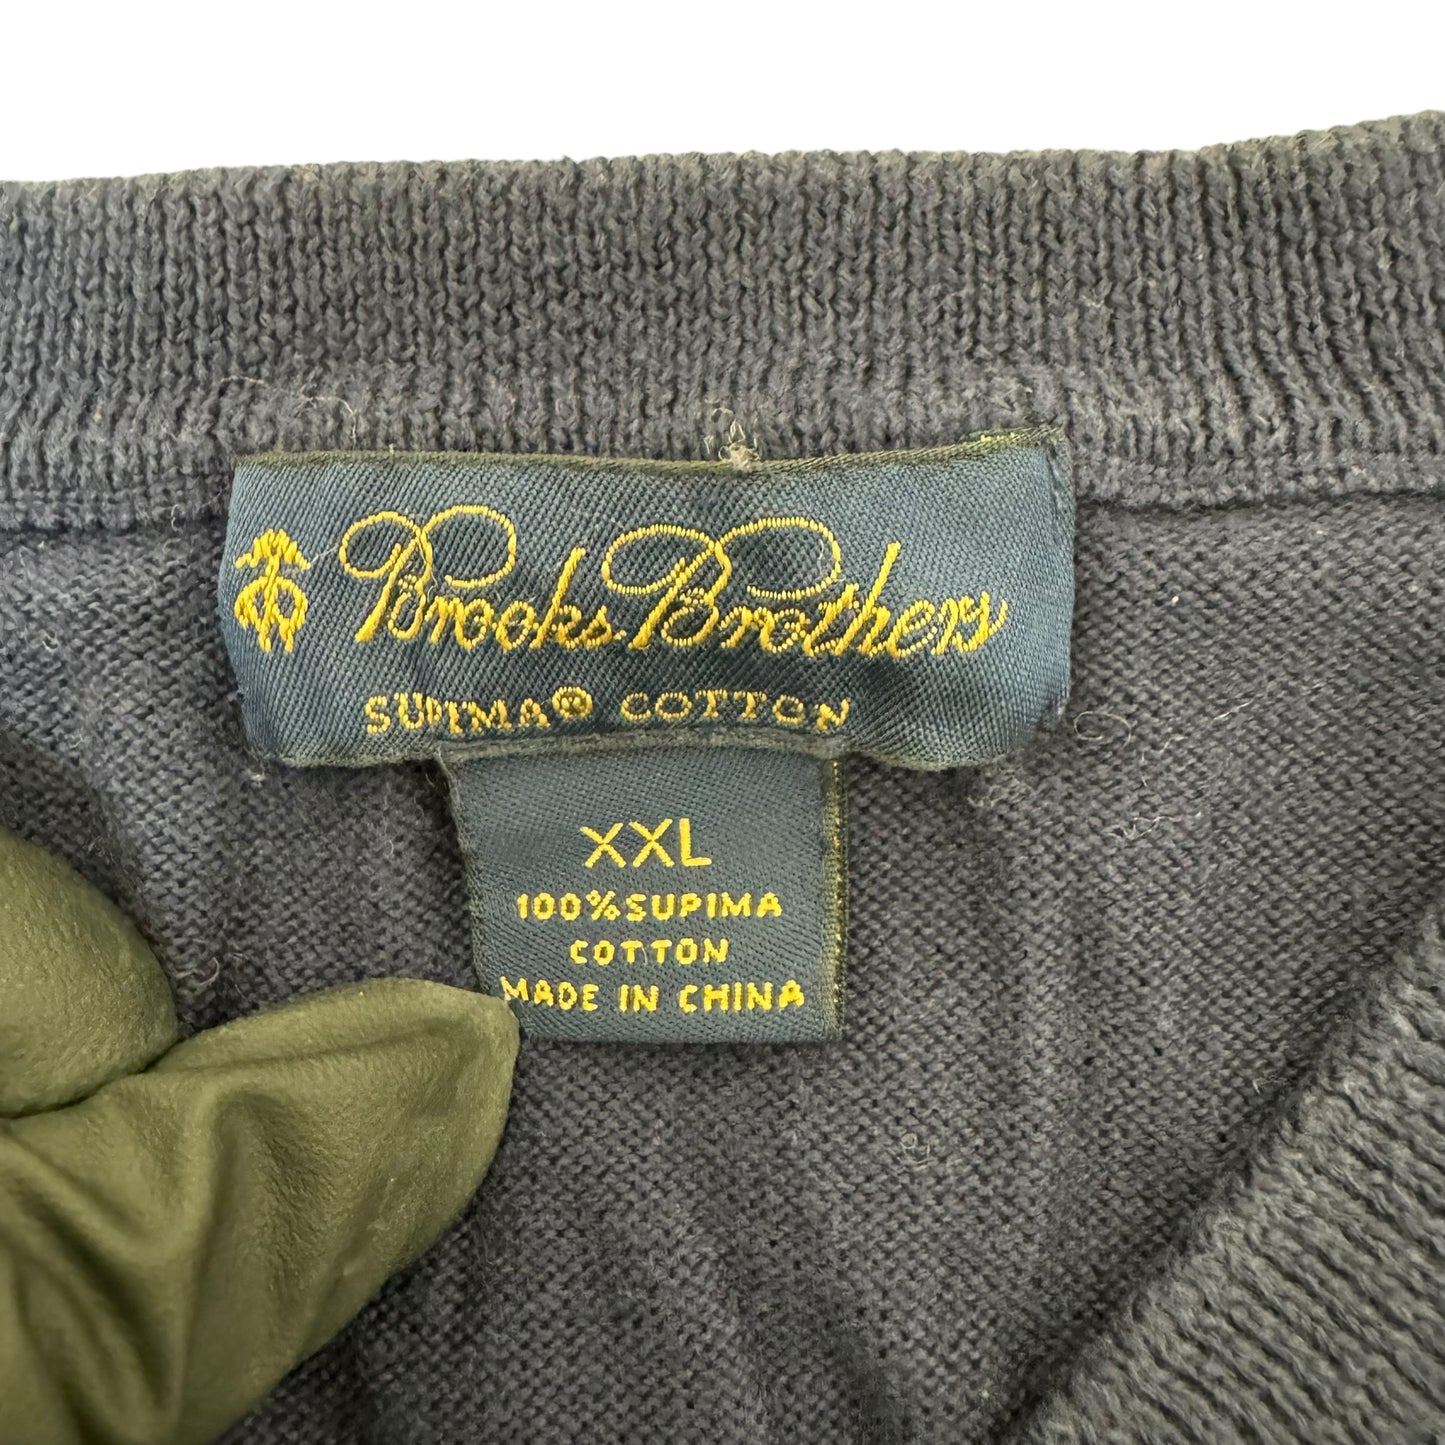 Brooks Brothers
SUPIMA® COTTON
XXL
100%SUPIMA
COTTON
MADE IN CHINA